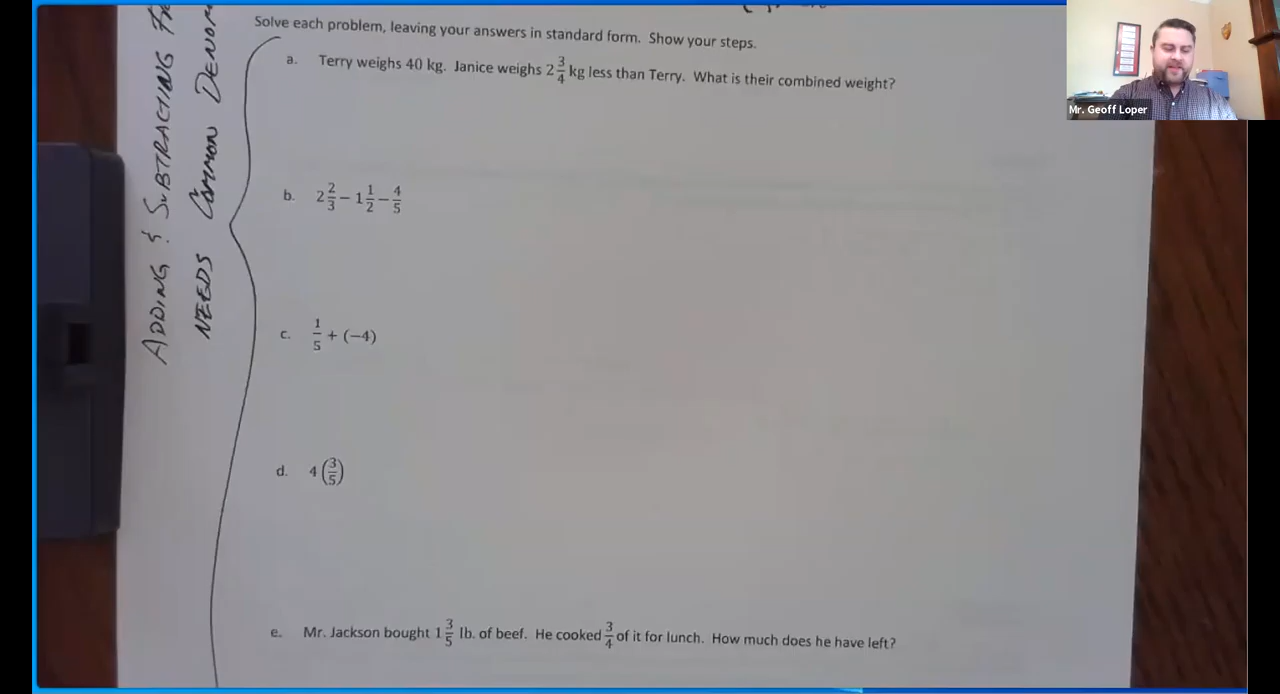 Solve each problem, leaving your answers in standard form. Show your steps.
a. Terry weighs 40 kg. Janice weighs 2 3/4 kg less than Terry. What is their combined weight?
b. 2 2/3 − 1 1/2 − 4/5
c. 1/5 + (−4)
d. 4 (3/5)
e. Mr. Jackson bought 1 3/5 lb. of beef. He cooked 3/4 of it for lunch. How much does he have left?
ADDING & SUBTRACTING
NEEDS COMMON
Mr. Geoff Loper